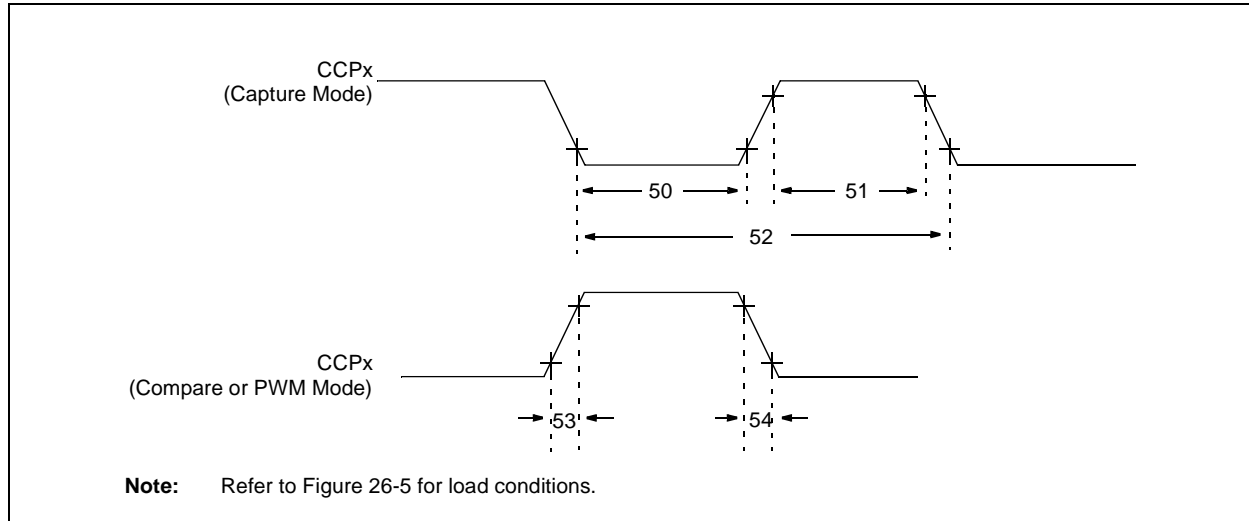 CCPx
(Capture Mode)
50
51
52
CCPx
(Compare or PWM Mode)
53
54
Note: Refer to Figure 26-5 for load conditions.